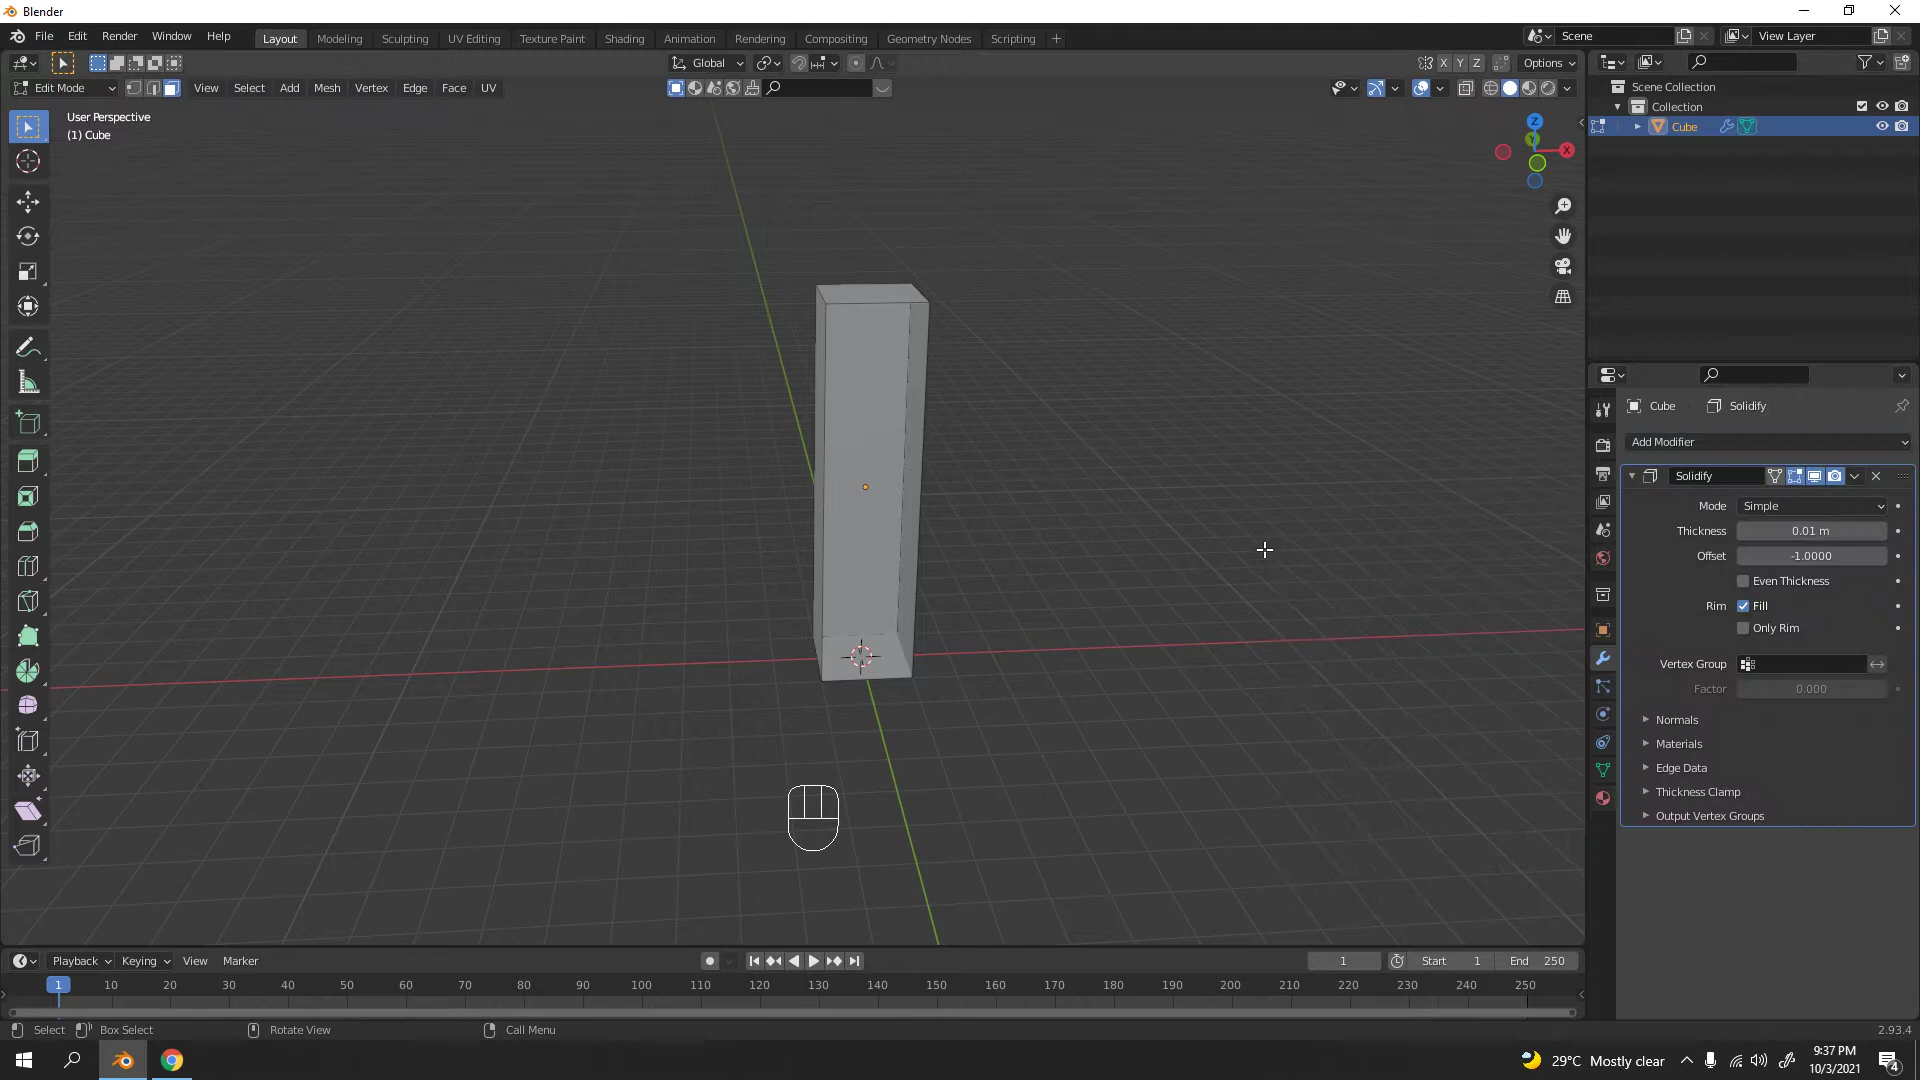 Blender
File Edit Render Window Help
Layout Modeling Sculpting UV Editing Texture Paint Shading Animation Rendering Compositing Geometry Nodes Scripting +
Scene
View Layer
Global
X Y Z
Options
Edit Mode
View Select Add Mesh Vertex Edge Face UV
User Perspective
(1) Cube
Z
Y
X
Scene Collection
Collection
Cube
Cube
Solidify
Add Modifier
Solidify
Mode
Simple
Thickness
0.01 m
Offset
-1.0000
Even Thickness
Rim
Fill
Only Rim
Vertex Group
Factor
0.000
Normals
Materials
Edge Data
Thickness Clamp
Output Vertex Groups
Playback
Keying
View
Marker
1
Start 1
End 250
1 10 20 30 40 50 60 70 80 90 100 110 120 130 140 150 160 170 180 190 200 210 220 230 240 250
Select
Box Select
Rotate View
Call Menu
2.93.4
29°C Mostly clear
9:37 PM
10/3/2021
4